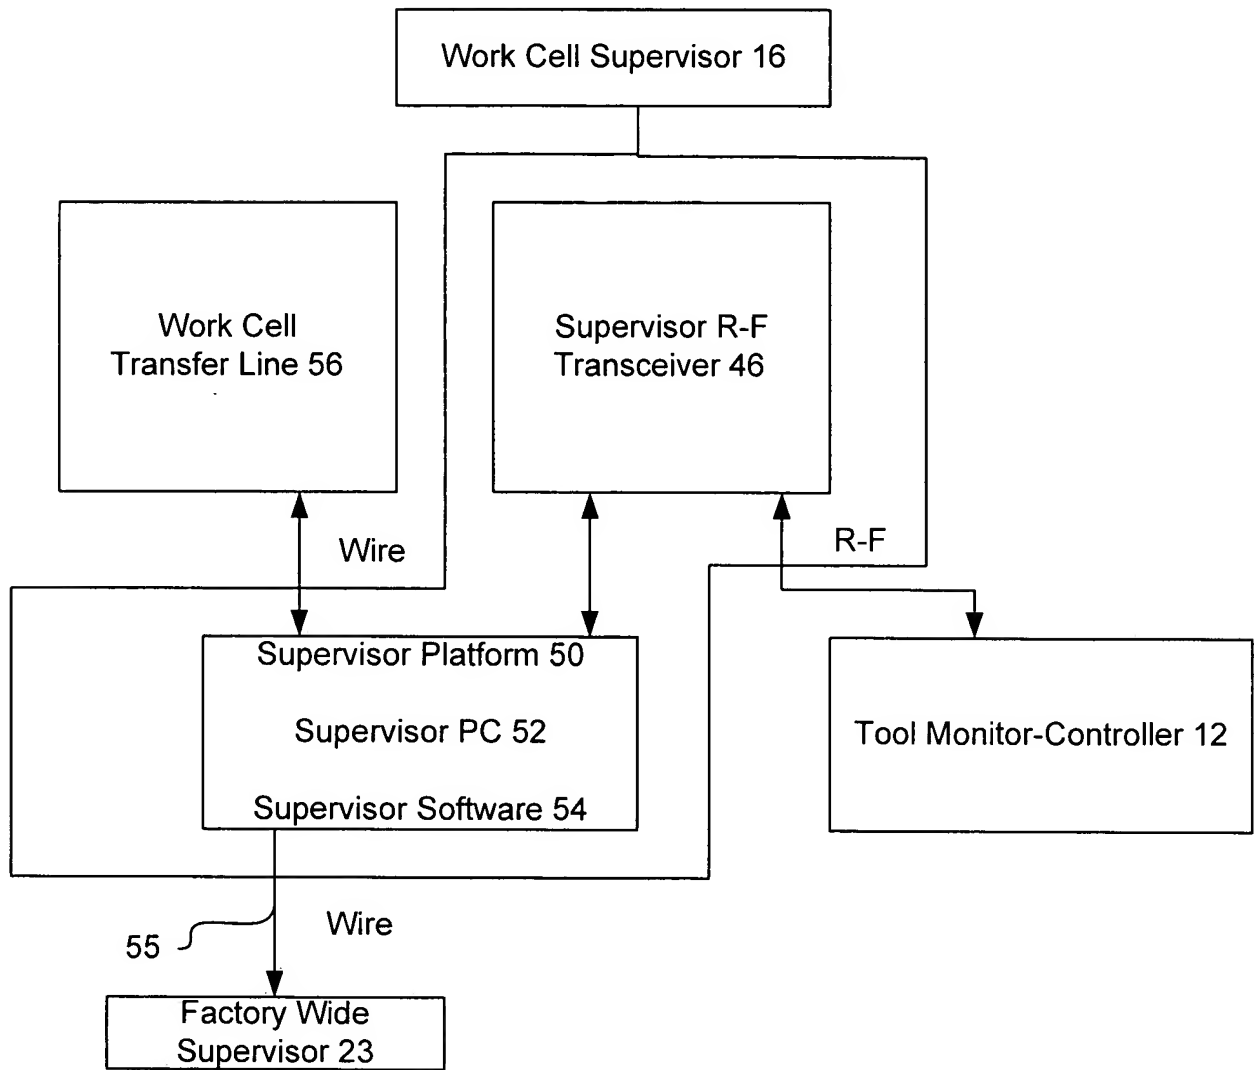 Work Cell Supervisor 16
Work Cell
Transfer Line 56
Supervisor R-F
Transceiver 46
Wire
R-F
Supervisor Platform 50
Supervisor PC 52
Supervisor Software 54
Tool Monitor-Controller 12
55
Wire
Factory Wide
Supervisor 23